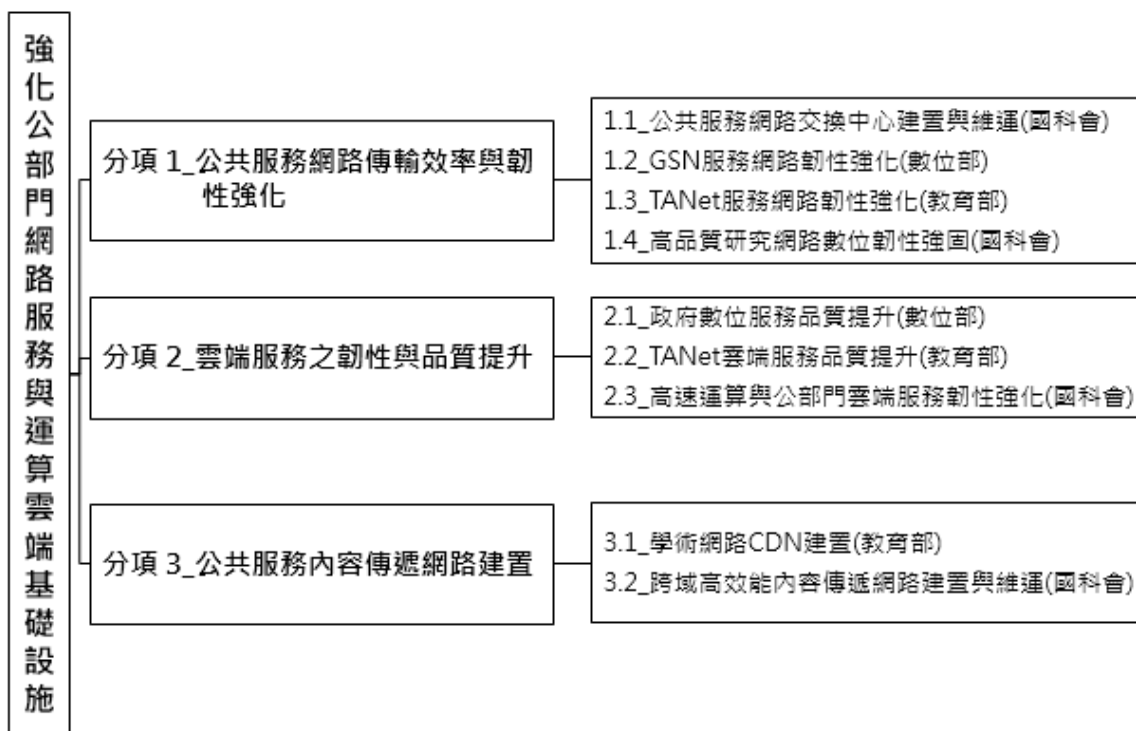 強化公部門網路服務與運算雲端基礎設施
分項 1_公共服務網路傳輸效率與韌
性強化
1.1_公共服務網路交換中心建置與維運(國科會)
1.2_GSN服務網路韌性強化(數位部)
1.3_TANet服務網路韌性強化(教育部)
1.4_高品質研究網路數位韌性強固(國科會)
分項 2_雲端服務之韌性與品質提升
2.1_政府數位服務品質提升(數位部)
2.2_TANet雲端服務品質提升(教育部)
2.3_高速運算與公部門雲端服務韌性強化(國科會)
分項 3_公共服務內容傳遞網路建置
3.1_學術網路CDN建置(教育部)
3.2_跨域高效能內容傳遞網路建置與維運(國科會)